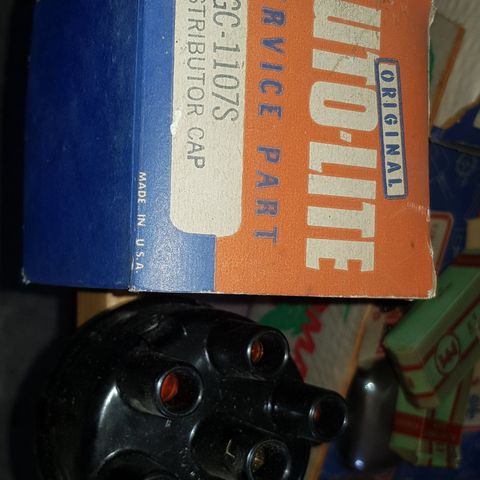 ORIGINAL
UTO-LITE
RVICE PART
GC-1107S
STRIBUTOR CAP
MADE IN U.S.A.